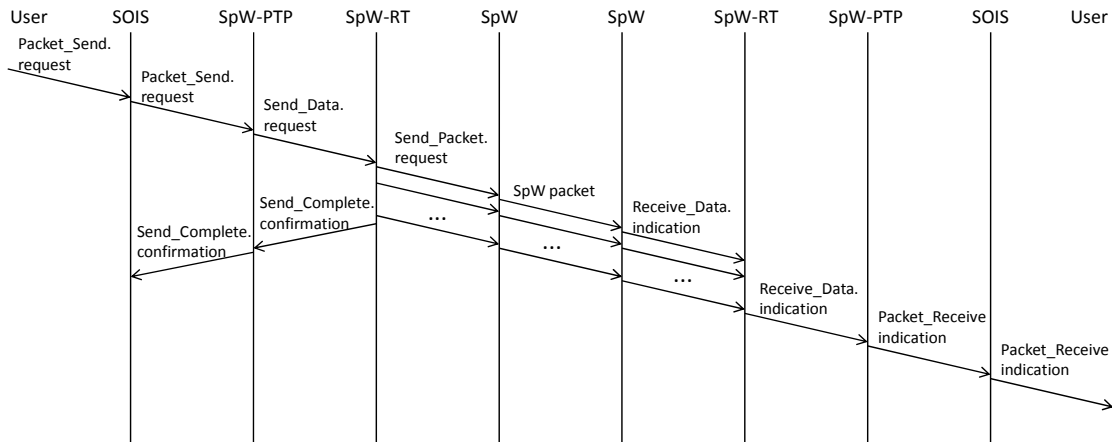 User SOIS SpW-PTP SpW-RT SpW SpW SpW-RT SpW-PTP SOIS User
Packet_Send.
request
Packet_Send.
request
Send_Data.
request
Send_Packet.
request
SpW packet
Receive_Data.
indication
Send_Complete.
confirmation
...
Send_Complete.
confirmation
...
...
Receive_Data.
indication
Packet_Receive
indication
Packet_Receive
indication